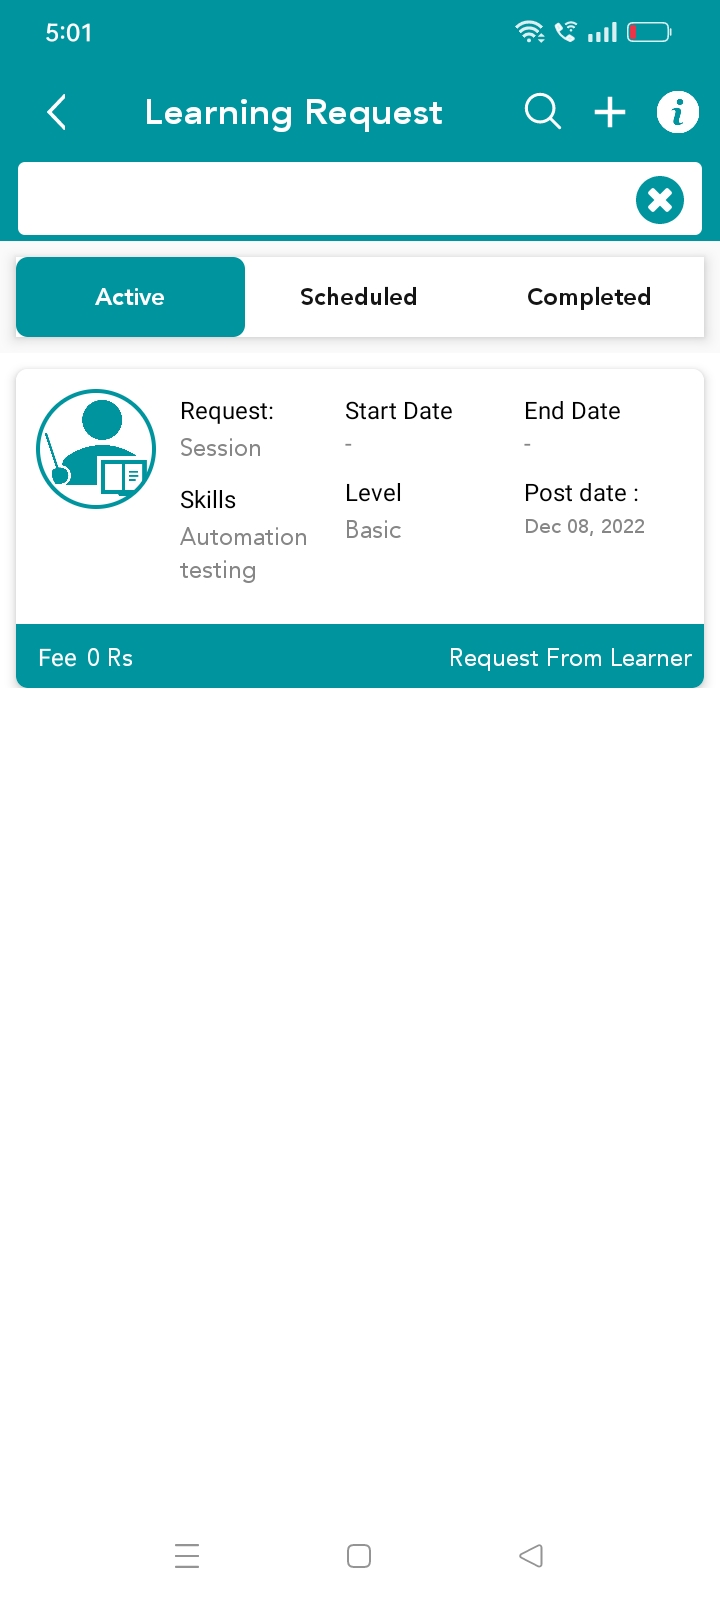 5:01
Learning Request
Active
Scheduled
Completed
Request:
Session
Start Date
-
End Date
-
Skills
Automation
testing
Level
Basic
Post date :
Dec 08, 2022
Fee 0 Rs
Request From Learner